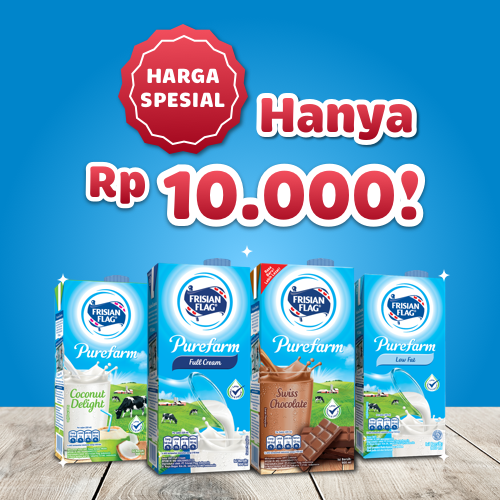 HARGA
SPESIAL
Hanya
Rp 10.000!
FRISIAN
FLAG
Purefarm
Coconut
Delight
FRISIAN
FLAG
Purefarm
Full Cream
FRISIAN
FLAG
Purefarm
Swiss
Chocolate
FRISIAN
FLAG
Purefarm
Low Fat